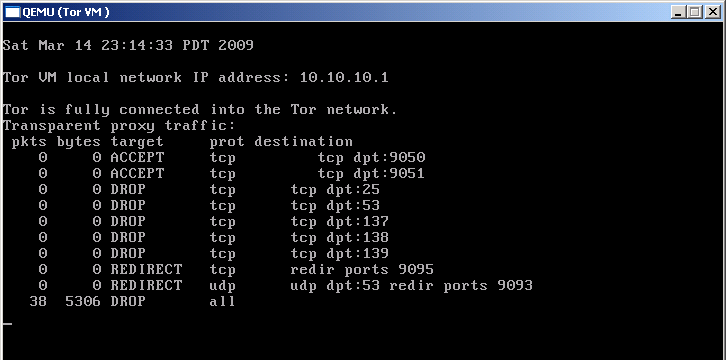 QEMU (Tor VM )
Sat Mar 14 23:14:33 PDT 2009
Tor VM local network IP address: 10.10.10.1
Tor is fully connected into the Tor network.
Transparent proxy traffic:
pkts bytes target prot destination
0 0 ACCEPT tcp tcp dpt:9050
0 0 ACCEPT tcp tcp dpt:9051
0 0 DROP tcp tcp dpt:25
0 0 DROP tcp tcp dpt:53
0 0 DROP tcp tcp dpt:137
0 0 DROP tcp tcp dpt:138
0 0 DROP tcp tcp dpt:139
0 0 REDIRECT tcp redir ports 9095
0 0 REDIRECT udp udp dpt:53 redir ports 9093
38 5306 DROP all